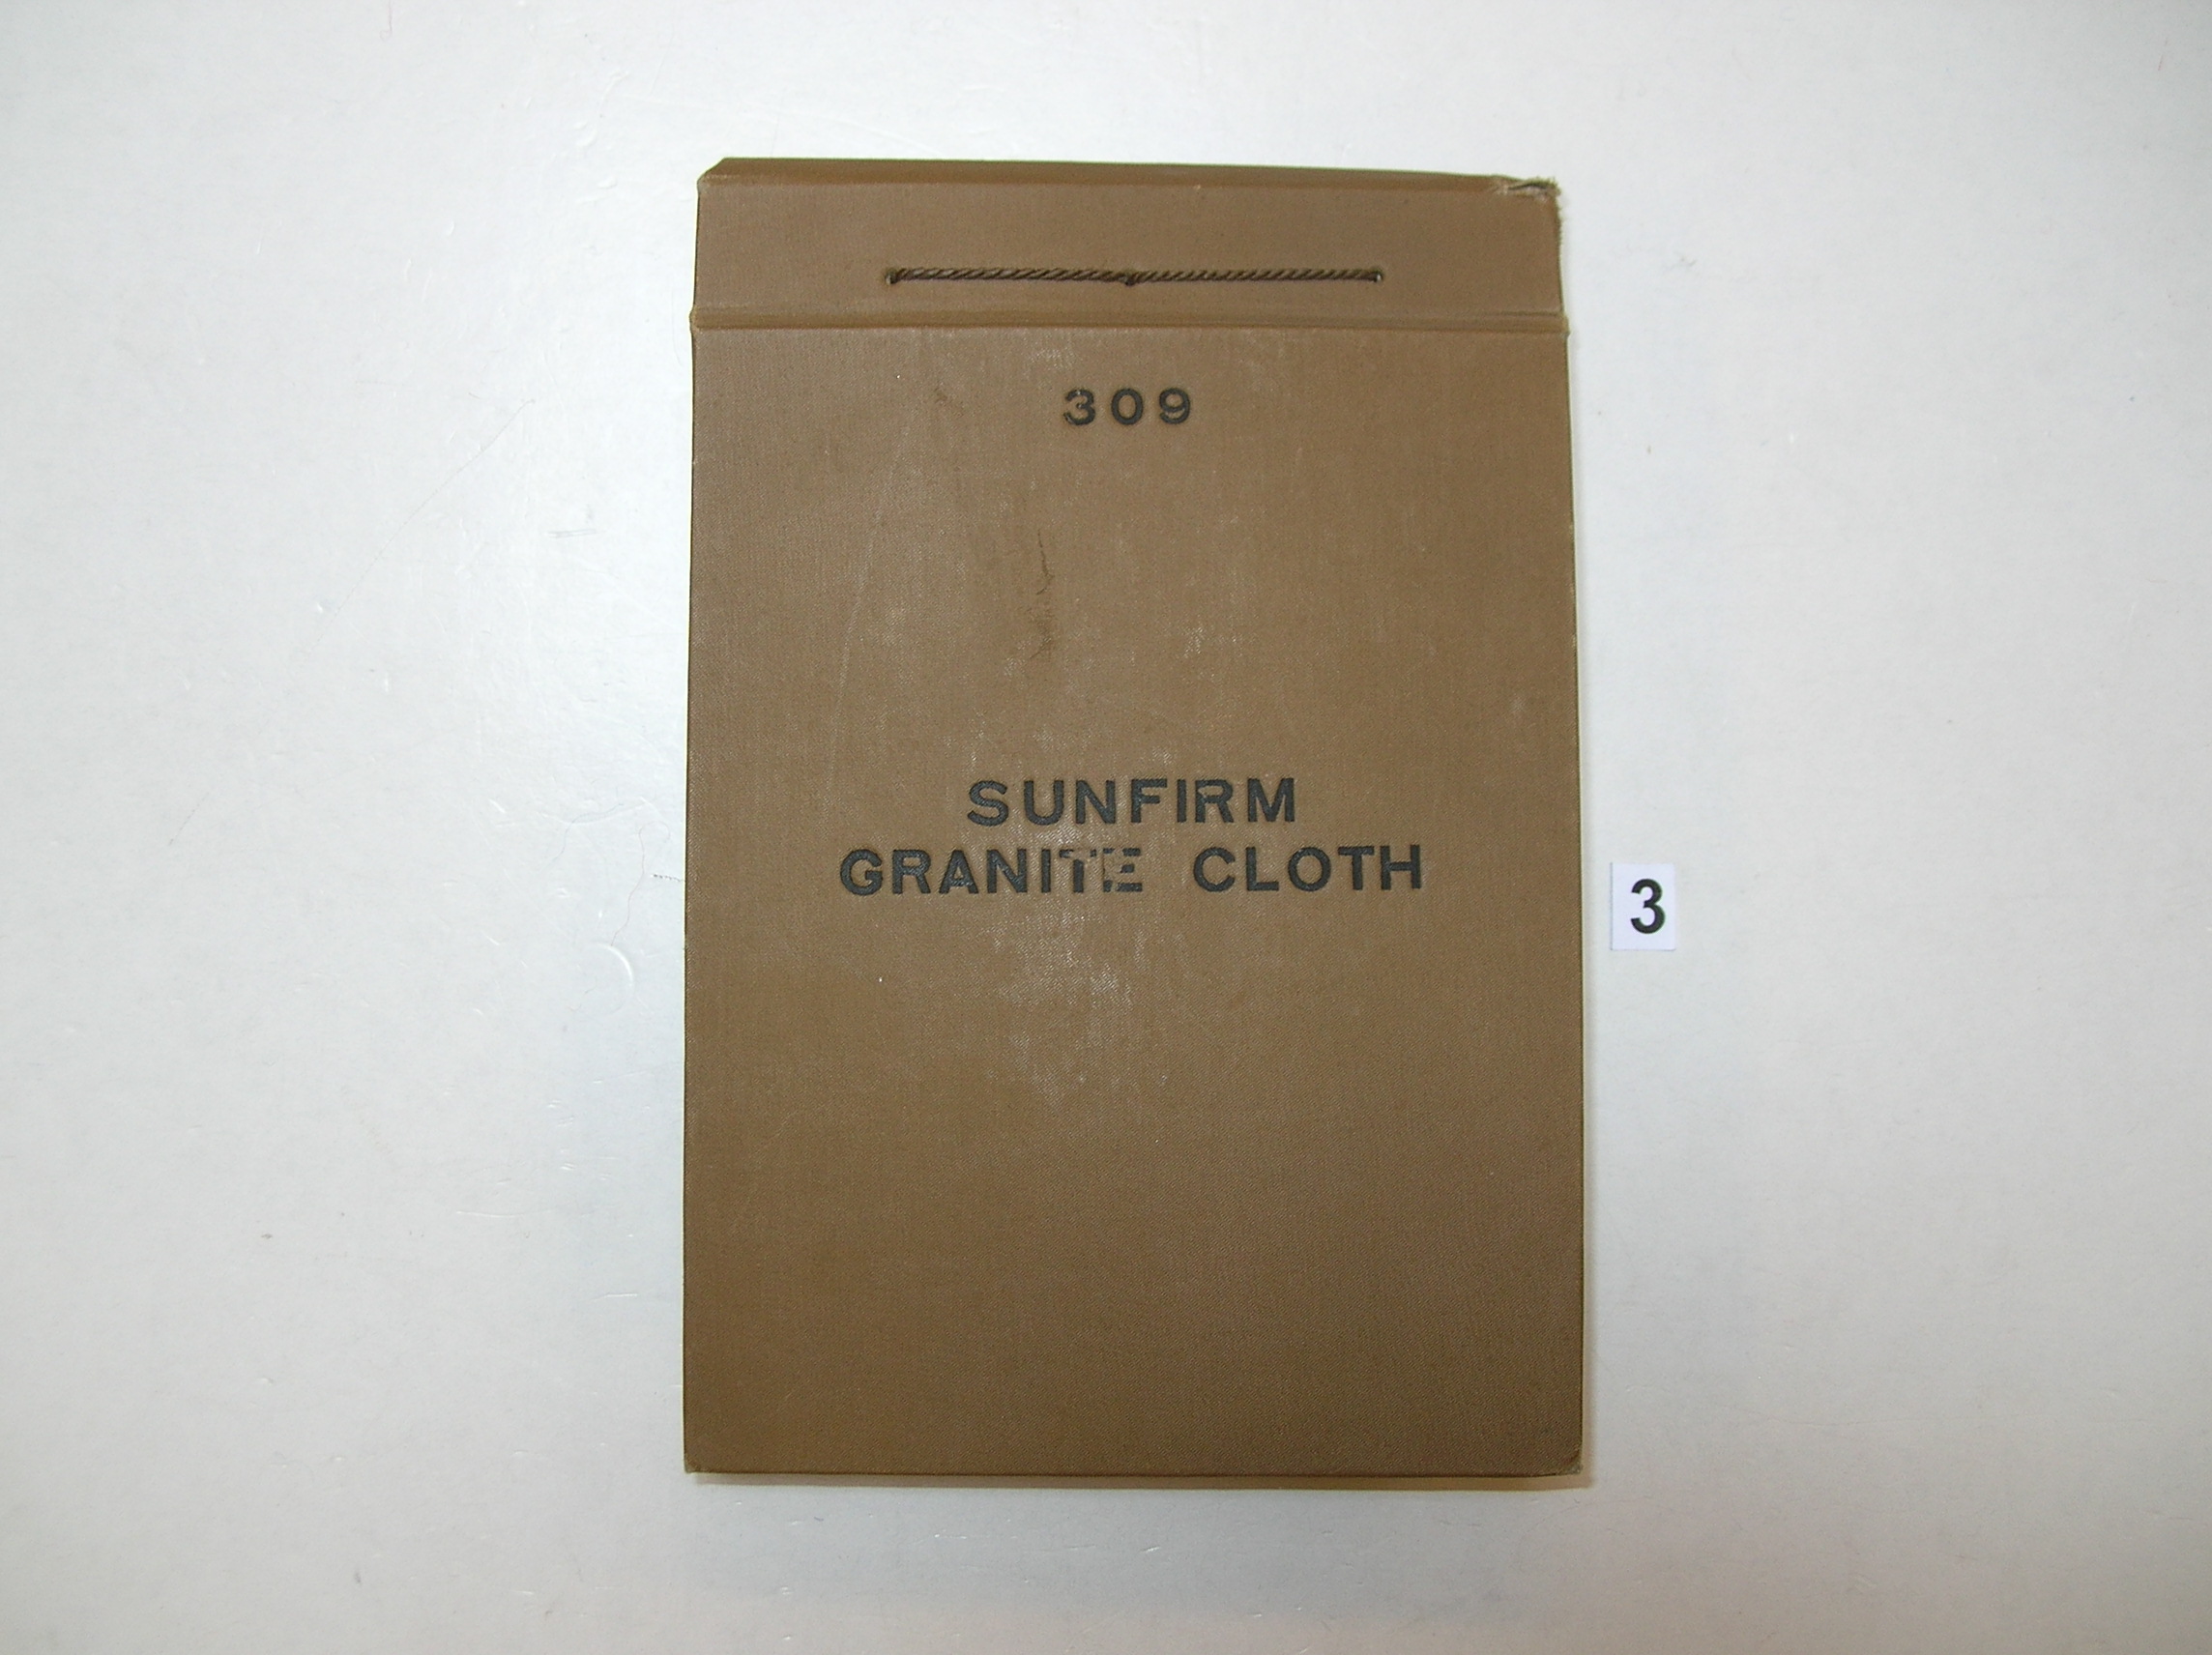 309
SUNFIRM
GRANITE CLOTH
3